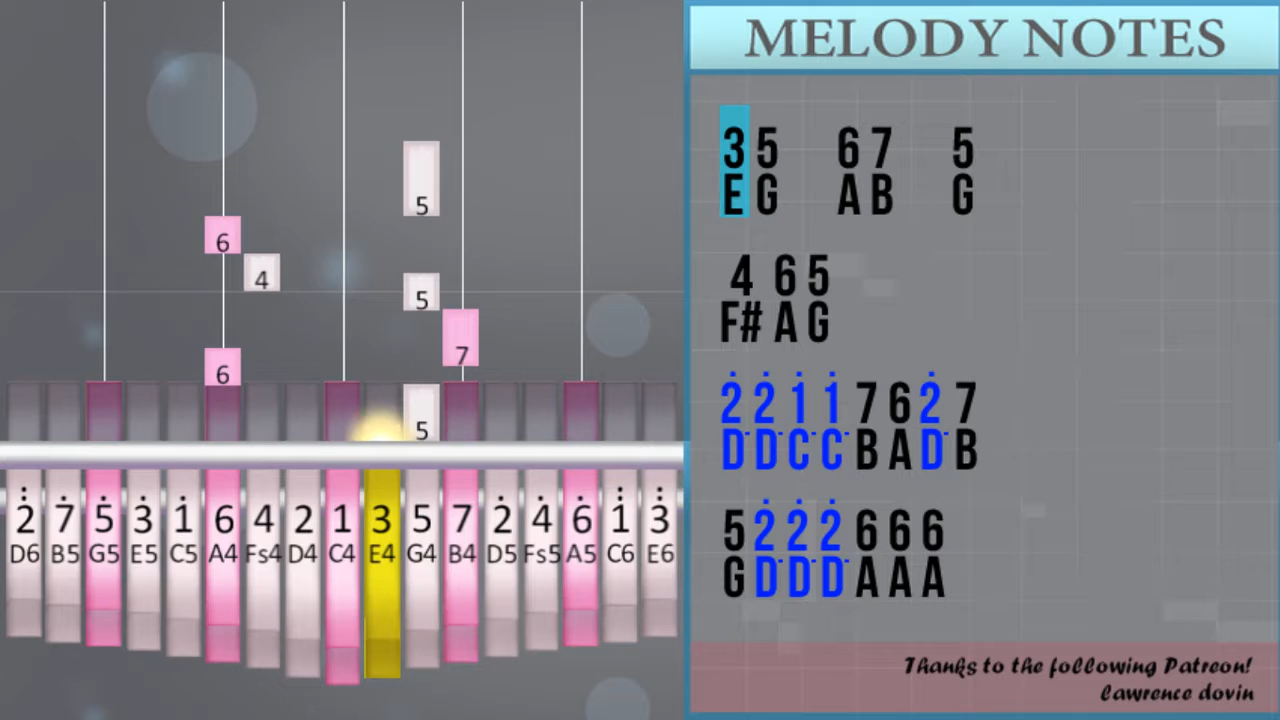 MELODY NOTES
3 5 6 7 5
E G A B G
4 6 5
F# A G
2̇ 2̇ 1̇ 1̇ 7 6 2̇ 7
D̊ D̊ C̊ C̊ B A D̊ B
5 2̇ 2̇ 2̇ 6 6 6
G D̊ D̊ D̊ A A A
Thanks to the following Patreon!
lawrence dovin
5
6
4
5
7
6
5
2̈ 7̇ 5̇ 3̇ 1̇ 6 4 2 1 3 5 7 2̇ 4̇ 6̇ 1̈ 3̈
D6 B5 G5 E5 C5 A4 Fs4 D4 C4 E4 G4 B4 D5 Fs5 A5 C6 E6